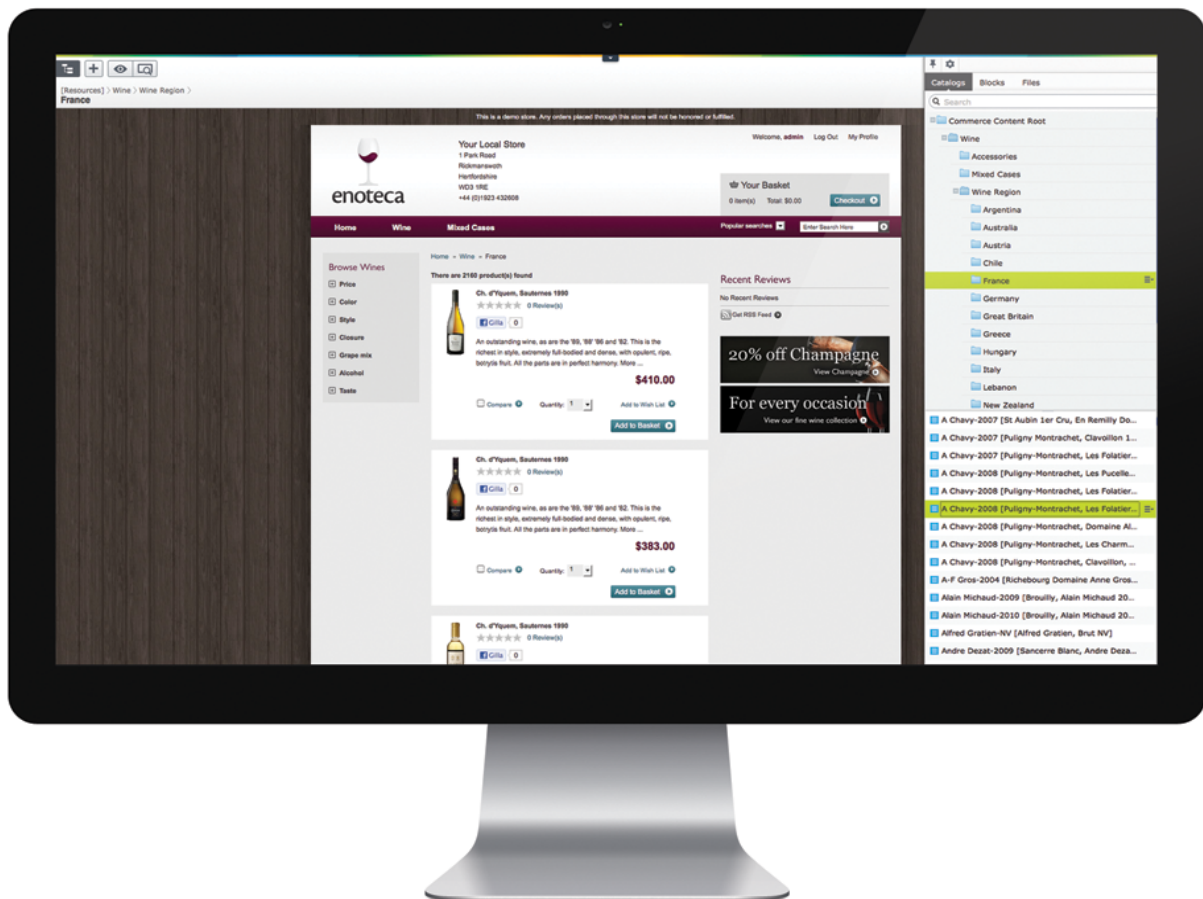 [Resources] > Wine > Wine Region >
France
This is a demo store. Any orders placed through this store will not be honored or fulfilled.
enoteca
Your Local Store
1 Park Road
Rickmansworth
Hertfordshire
WD3 1RE
+44 (0)1923 432608
Welcome, admin Log Out My Profile
Your Basket
0 item(s) Total: $0.00 Checkout
Home Wine Mixed Cases
Popular searches Enter Search Here
Browse Wines
Price
Color
Style
Closure
Grape mix
Alcohol
Taste
Home » Wine » France
There are 2160 product(s) found
Ch. d'Yquem, Sauternes 1990
0 Review(s)
Gilla 0
An outstanding wine, as are the '89, '88' '86 and '82. This is the
richest in style, extremely full-bodied and dense, with opulent, ripe,
botrytis fruit. All the parts are in perfect harmony. More ...
$410.00
Compare Quantity: 1 Add to Wish List
Add to Basket
Ch. d'Yquem, Sauternes 1990
0 Review(s)
Gilla 0
An outstanding wine, as are the '89, '88' '86 and '82. This is the
richest in style, extremely full-bodied and dense, with opulent, ripe,
botrytis fruit. All the parts are in perfect harmony. More ...
$383.00
Compare Quantity: 1 Add to Wish List
Add to Basket
Ch. d'Yquem, Sauternes 1990
0 Review(s)
Gilla 0
Recent Reviews
No Recent Reviews
Get RSS Feed
20% off Champagne
View Champagne
For every occasion
View our fine wine collection
Catalogs Blocks Files
Search
Commerce Content Root
Wine
Accessories
Mixed Cases
Wine Region
Argentina
Australia
Austria
Chile
France
Germany
Great Britain
Greece
Hungary
Italy
Lebanon
New Zealand
A Chavy-2007 [St Aubin 1er Cru, En Remilly Do...
A Chavy-2007 [Puligny Montrachet, Clavoillon 1...
A Chavy-2007 [Puligny-Montrachet, Les Folatier...
A Chavy-2008 [Puligny-Montrachet, Les Pucelle...
A Chavy-2008 [Puligny-Montrachet, Les Folatier...
A Chavy-2008 [Puligny-Montrachet, Les Folatier...
A Chavy-2008 [Puligny-Montrachet, Domaine Al...
A Chavy-2008 [Puligny-Montrachet, Les Charm...
A Chavy-2008 [Puligny-Montrachet, Clavoillon, ...
A-F Gros-2004 [Richebourg Domaine Anne Gros...
Alain Michaud-2009 [Brouilly, Alain Michaud 20...
Alain Michaud-2010 [Brouilly, Alain Michaud 20...
Alfred Gratien-NV [Alfred Gratien, Brut NV]
Andre Dezat-2009 [Sancerre Blanc, Andre Deza...